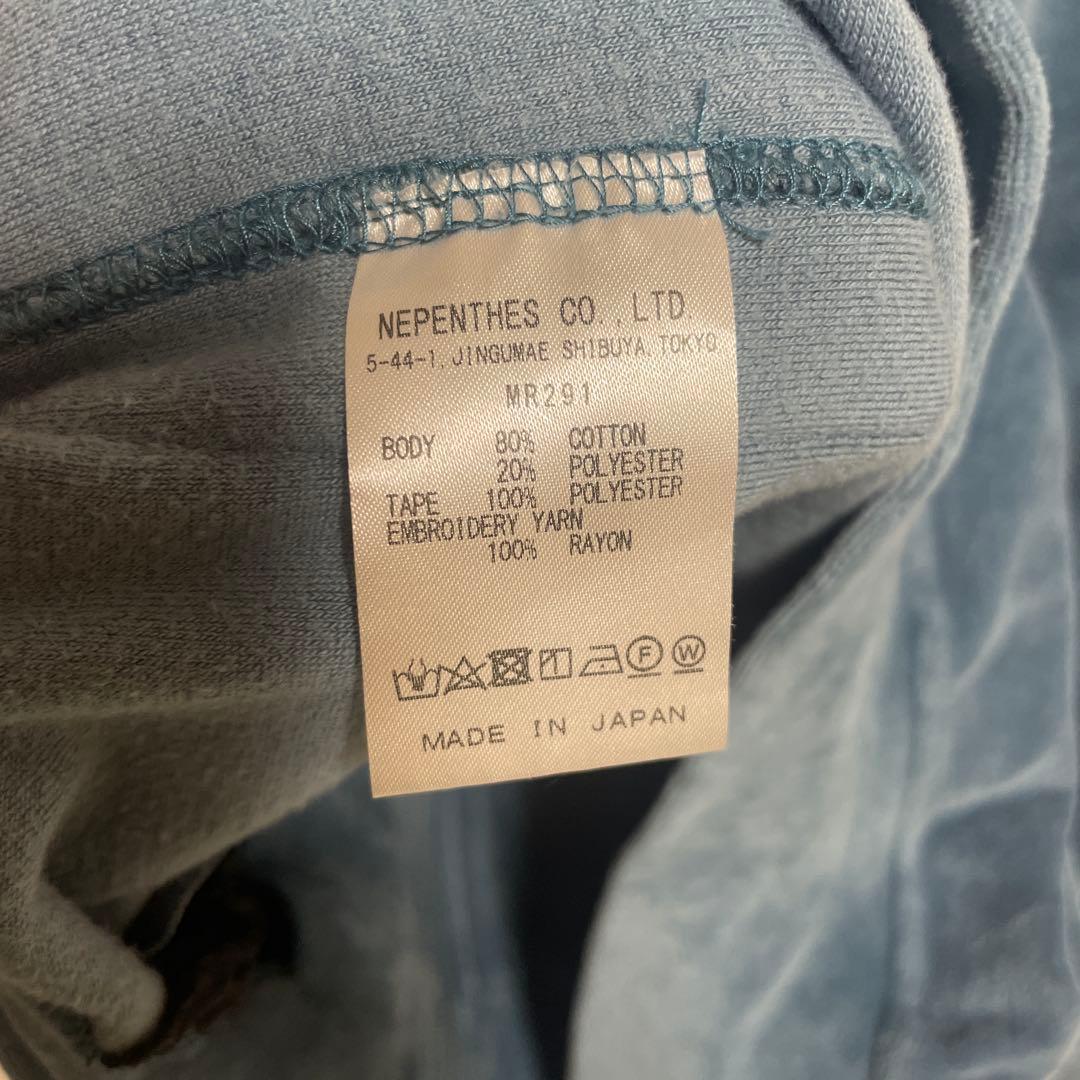 NEPENTHES CO.,LTD.
5-44-1, JINGUMAE SHIBUYA, TOKYO
MR291
BODY 80% COTTON
20% POLYESTER
TAPE 100% POLYESTER
EMBROIDERY YARN
100% RAYON
F W
MADE IN JAPAN